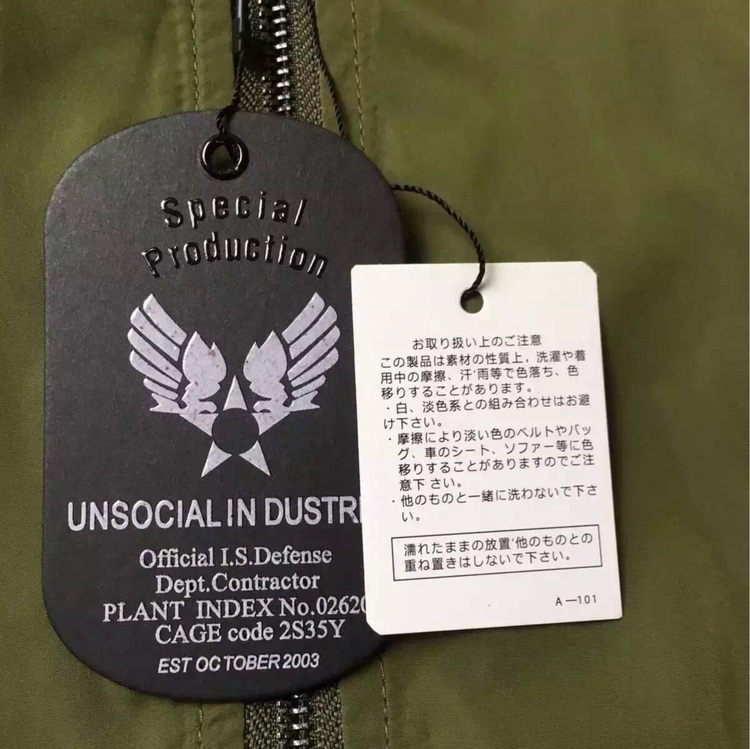 Special
Production
UNSOCIAL IN DUSTRI
Official I.S.Defense
Dept.Contractor
PLANT INDEX No.0262
CAGE code 2S35Y
EST OCTOBER 2003
お取り扱い上のご注意
この製品は素材の性質上，洗濯や着
用中の摩擦、汗'雨等で色落ち、色
移りすることがあります。
・白、淡色系との組み合わせはお避
け下さい。
・摩擦により淡い色のベルトやバッ
グ、車のシート、ソファー等に色
移りすることがありますのでご注
意下さい。
・他のものと一緒に洗わないで下さ
い。
濡れたままの放置'他のものとの
重ね置きはしないで下さい。
A—101